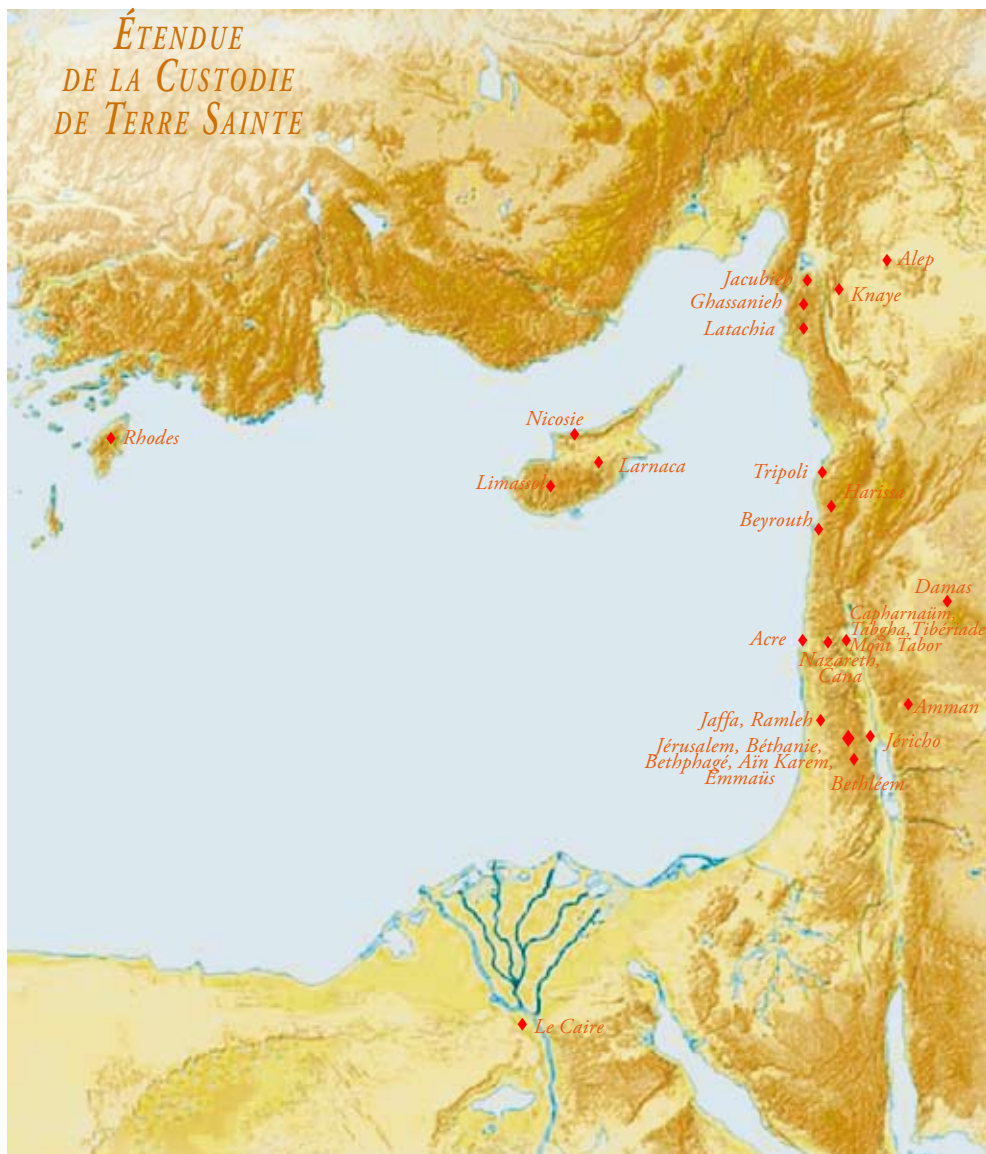 ÉTENDUE
DE LA CUSTODIE
DE TERRE SAINTE
Alep
Jacubieh
Knaye
Ghassanieh
Latachia
Nicosie
Rhodes
Larnaca
Tripoli
Limassol
Harissa
Beyrouth
Damas
Capharnaüm,
Tabgha,Tibériade
Acre
Mont Tabor
Nazareth,
Cana
Amman
Jaffa, Ramleh
Jéricho
Jérusalem, Béthanie,
Bethphagé, Aïn Karem,
Emmaüs
Bethléem
Le Caire